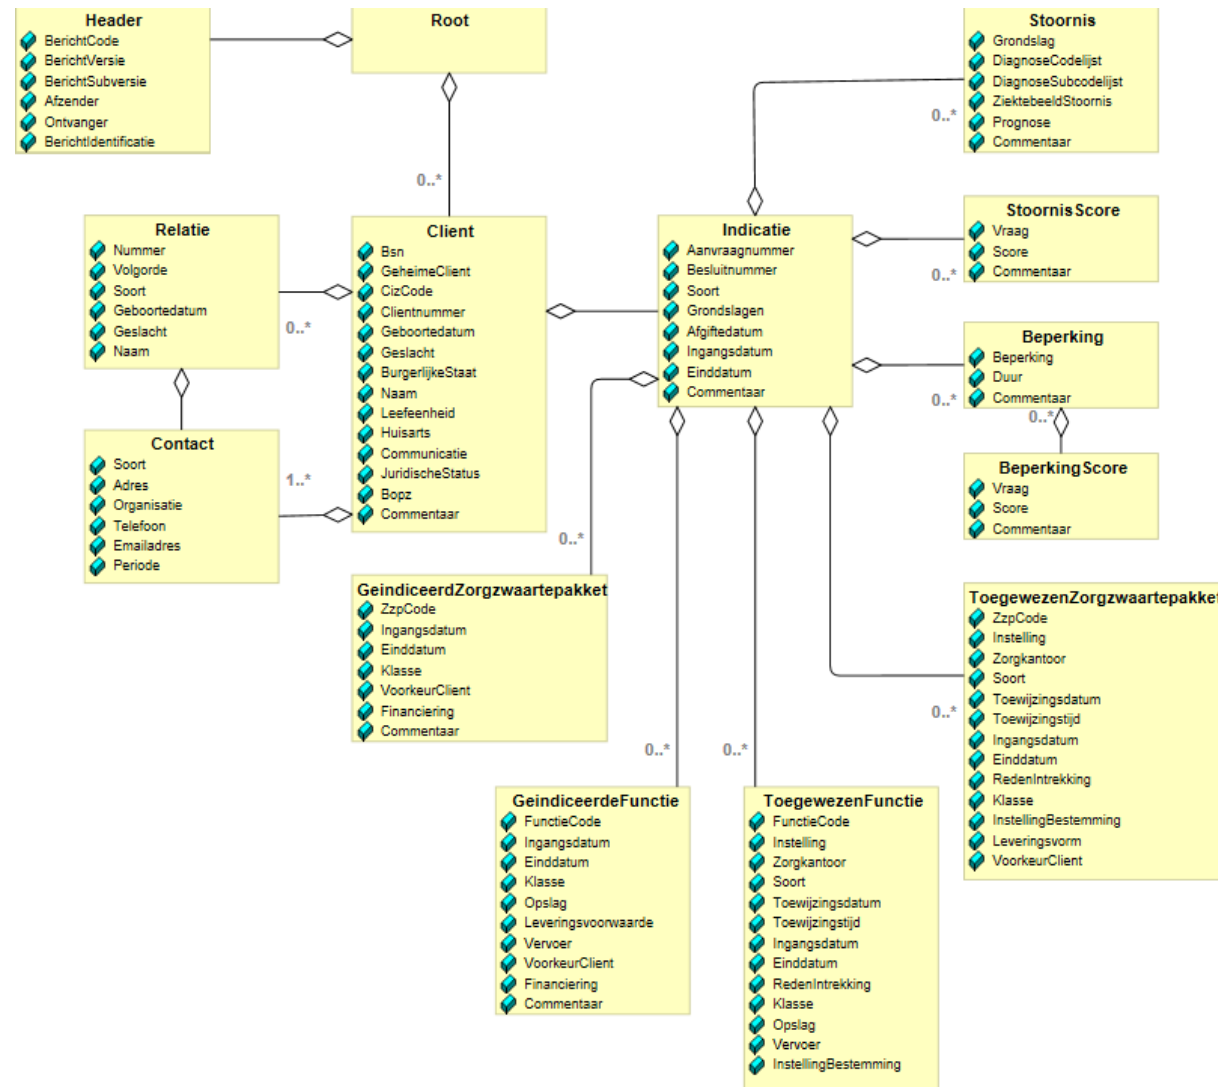 Header
BerichtCode
BerichtVersie
BerichtSubversie
Afzender
Ontvanger
BerichtIdentificatie
Root
0..*
Stoornis
Grondslag
DiagnoseCodelijst
DiagnoseSubcodelijst
ZiektebeeldStoornis
Prognose
Commentaar
0..*
Relatie
Nummer
Volgorde
Soort
Geboortedatum
Geslacht
Naam
0..*
Client
Bsn
GeheimeClient
CizCode
Clientnummer
Geboortedatum
Geslacht
BurgerlijkeStaat
Naam
Leefeenheid
Huisarts
Communicatie
JuridischeStatus
Bopz
Commentaar
Indicatie
Aanvraagnummer
Besluitnummer
Soort
Grondslagen
Afgiftedatum
Ingangsdatum
Einddatum
Commentaar
StoornisScore
Vraag
Score
Commentaar
0..*
Beperking
Beperking
Duur
Commentaar
0..*
0..*
BeperkingScore
Vraag
Score
Commentaar
Contact
Soort
Adres
Organisatie
Telefoon
Emailadres
Periode
1..*
0..*
GeindiceerdZorgzwaartepakket
ZzpCode
Ingangsdatum
Einddatum
Klasse
VoorkeurClient
Financiering
Commentaar
ToegewezenZorgzwaartepakket
ZzpCode
Instelling
Zorgkantoor
Soort
Toewijzingsdatum
Toewijzingstijd
Ingangsdatum
Einddatum
RedenIntrekking
Klasse
InstellingBestemming
Leveringsvorm
VoorkeurClient
0..*
0..*
0..*
GeindiceerdeFunctie
FunctieCode
Ingangsdatum
Einddatum
Klasse
Opslag
Leveringsvoorwaarde
Vervoer
VoorkeurClient
Financiering
Commentaar
ToegewezenFunctie
FunctieCode
Instelling
Zorgkantoor
Soort
Toewijzingsdatum
Toewijzingstijd
Ingangsdatum
Einddatum
RedenIntrekking
Klasse
Opslag
Vervoer
InstellingBestemming